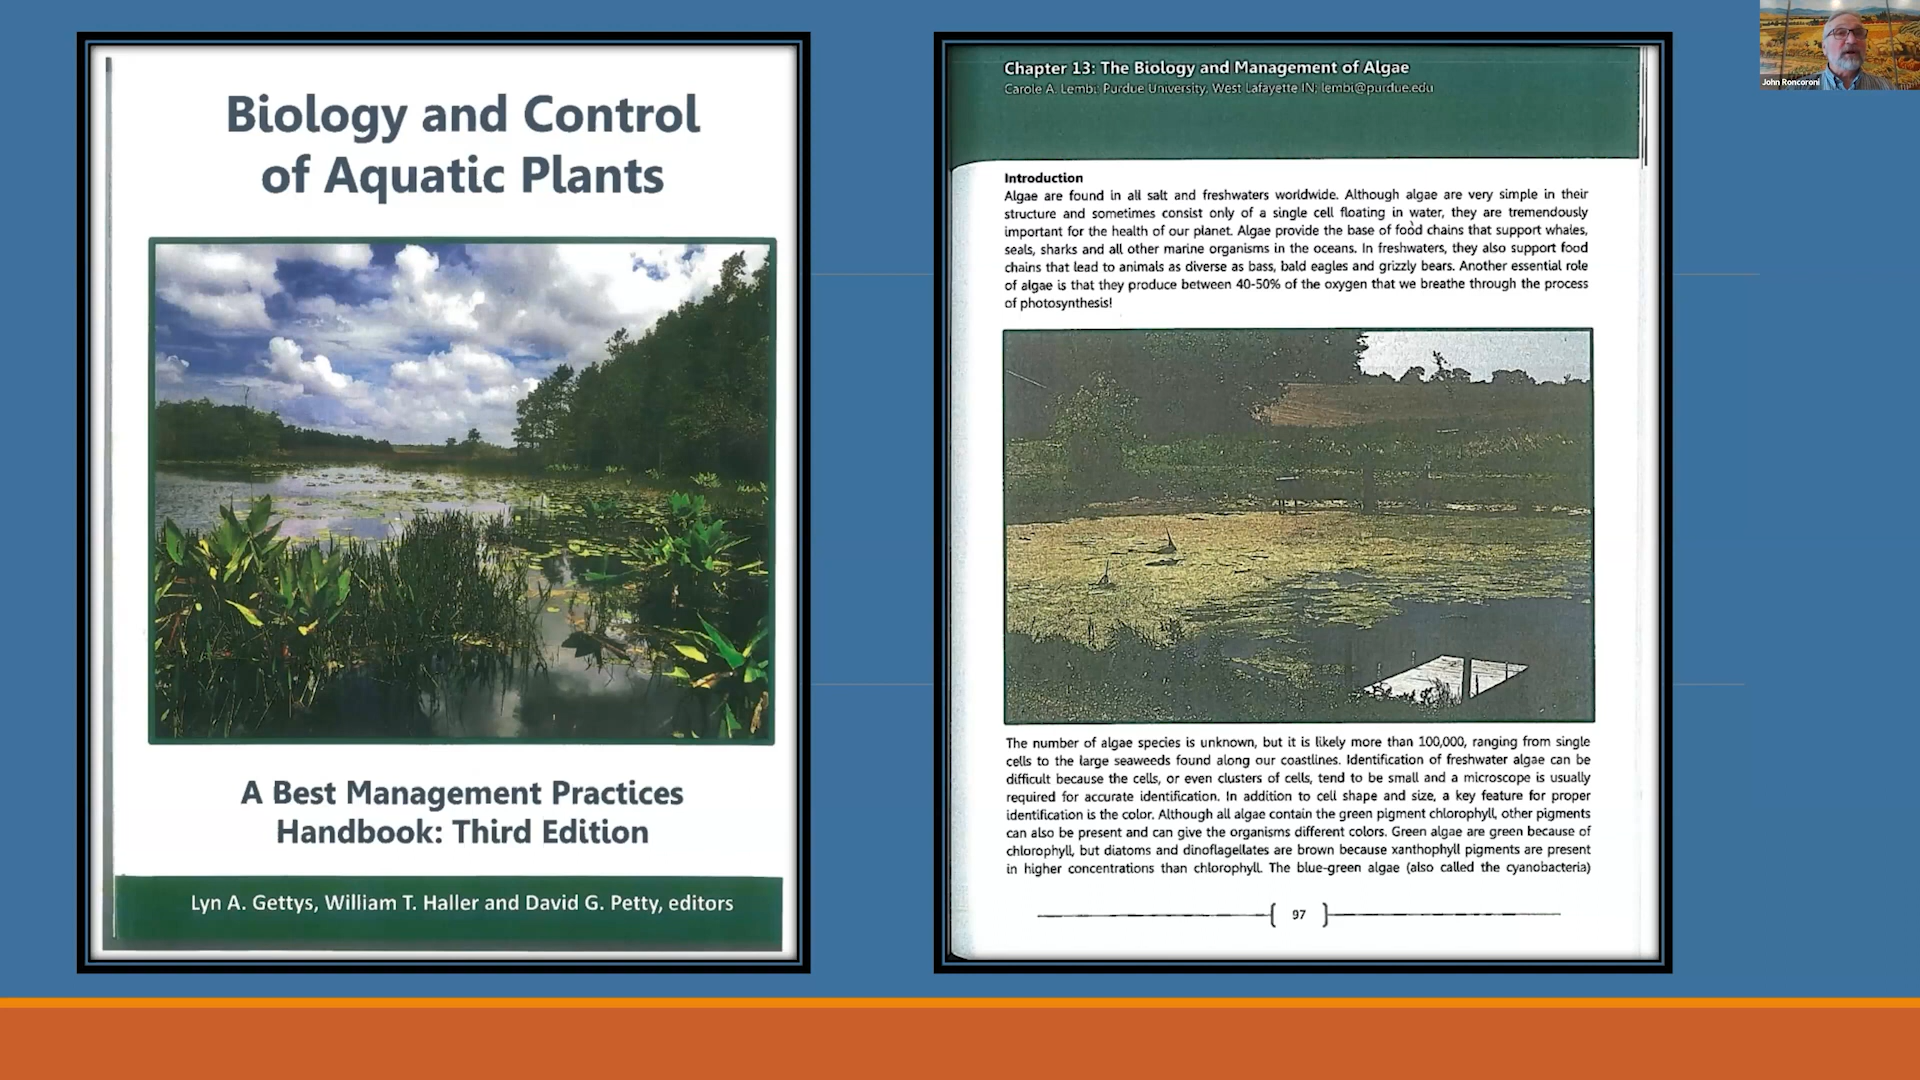 Biology and Control
of Aquatic Plants
A Best Management Practices
Handbook: Third Edition
Lyn A. Gettys, William T. Haller and David G. Petty, editors
Chapter 13: The Biology and Management of Algae
Carole A. Lembi; Purdue University, West Lafayette IN; lembi@purdue.edu
Introduction
Algae are found in all salt and freshwaters worldwide. Although algae are very simple in their
structure and sometimes consist only of a single cell floating in water, they are tremendously
important for the health of our planet. Algae provide the base of food chains that support whales,
seals, sharks and all other marine organisms in the oceans. In freshwaters, they also support food
chains that lead to animals as diverse as bass, bald eagles and grizzly bears. Another essential role
of algae is that they produce between 40-50% of the oxygen that we breathe through the process
of photosynthesis!
The number of algae species is unknown, but it is likely more than 100,000, ranging from single
cells to the large seaweeds found along our coastlines. Identification of freshwater algae can be
difficult because the cells, or even clusters of cells, tend to be small and a microscope is usually
required for accurate identification. In addition to cell shape and size, a key feature for proper
identification is the color. Although all algae contain the green pigment chlorophyll, other pigments
can also be present and can give the organisms different colors. Green algae are green because of
chlorophyll, but diatoms and dinoflagellates are brown because xanthophyll pigments are present
in higher concentrations than chlorophyll. The blue-green algae (also called the cyanobacteria)
97
John Roncoroni